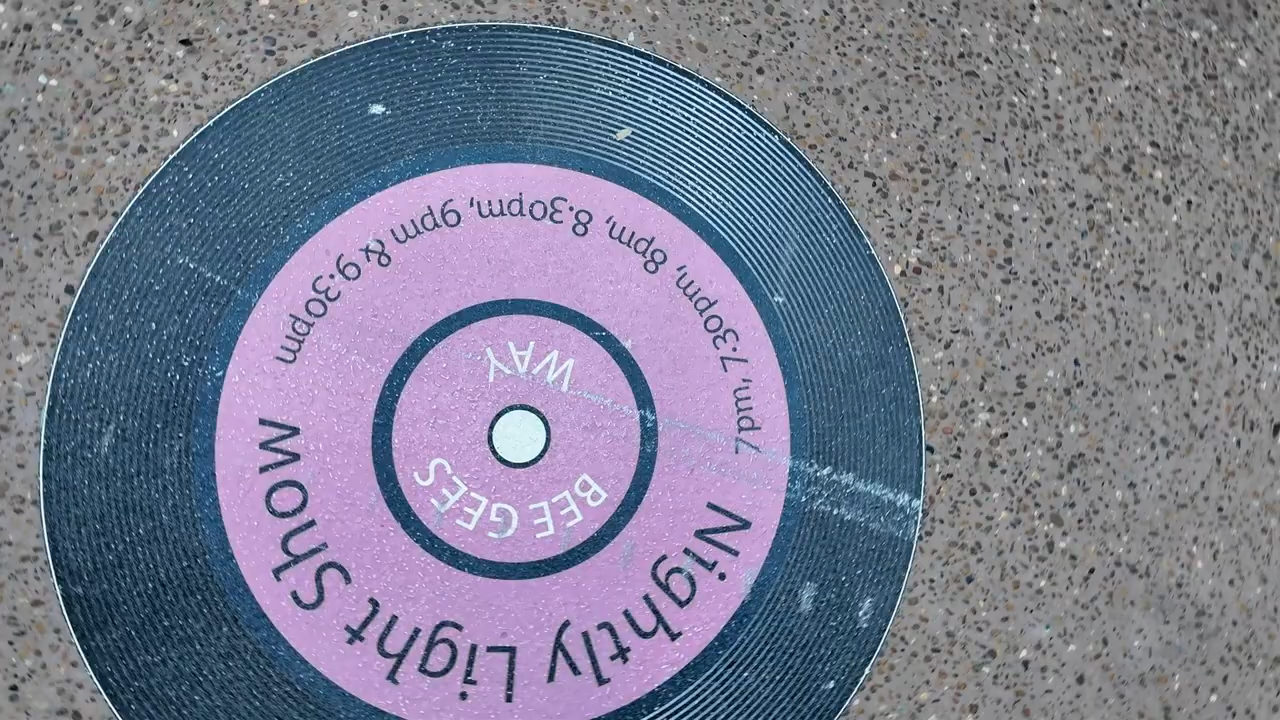 Nightly Light Show
BEE GEES
WAY
7pm, 7.30pm, 8pm, 8.30pm, 9pm & 9.30pm